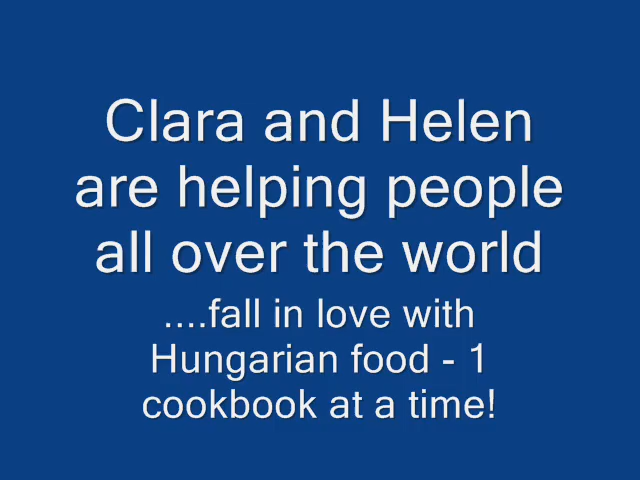 Clara and Helen
are helping people
all over the world
....fall in love with
Hungarian food - 1
cookbook at a time!